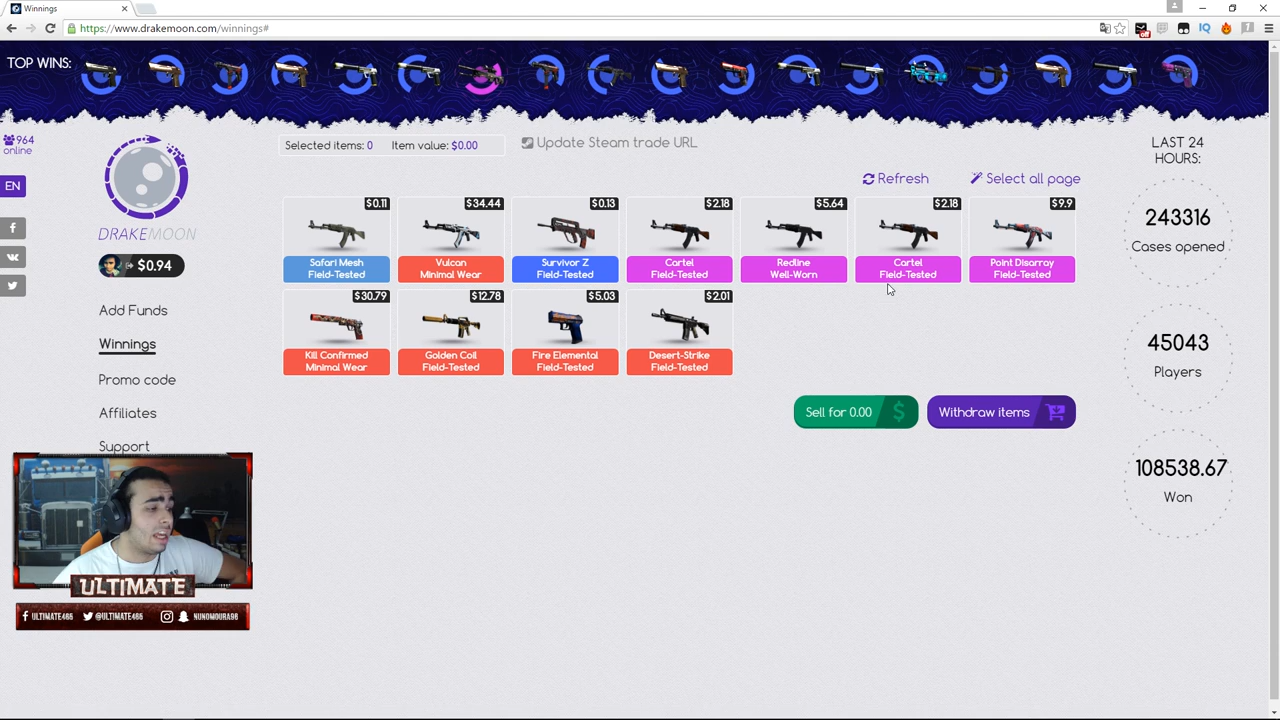 Winnings
https://www.drakemoon.com/winnings#
TOP WINS:
964
online
EN
DRAKEMOON
$0.94
Add Funds
Winnings
Promo code
Affiliates
Support
Selected items: 0 Item value: $0.00
Update Steam trade URL
Refresh
Select all page
$0.11
Safari Mesh
Field-Tested
$34.44
Vulcan
Minimal Wear
$0.13
Survivor Z
Field-Tested
$2.18
Cartel
Field-Tested
$5.64
Redline
Well-Worn
$2.18
Cartel
Field-Tested
$9.9
Point Disarray
Field-Tested
$30.79
Kill Confirmed
Minimal Wear
$12.78
Golden Coil
Field-Tested
$5.03
Fire Elemental
Field-Tested
$2.01
Desert-Strike
Field-Tested
Sell for 0.00 $
Withdraw items
LAST 24
HOURS:
243316
Cases opened
45043
Players
108538.67
Won
ULTIMATE
ULTIMATE465 @ULTIMATE465 NUNOMOURA96